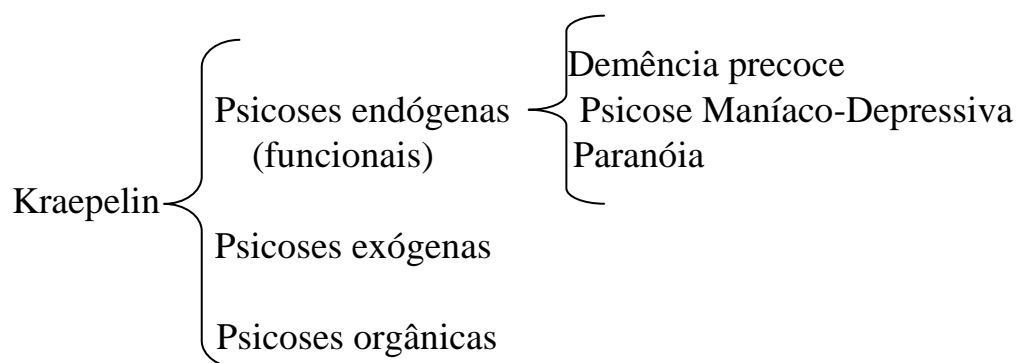 Kraepelin
Psicoses endógenas
(funcionais)
Demência precoce
Psicose Maníaco-Depressiva
Paranóia
Psicoses exógenas
Psicoses orgânicas